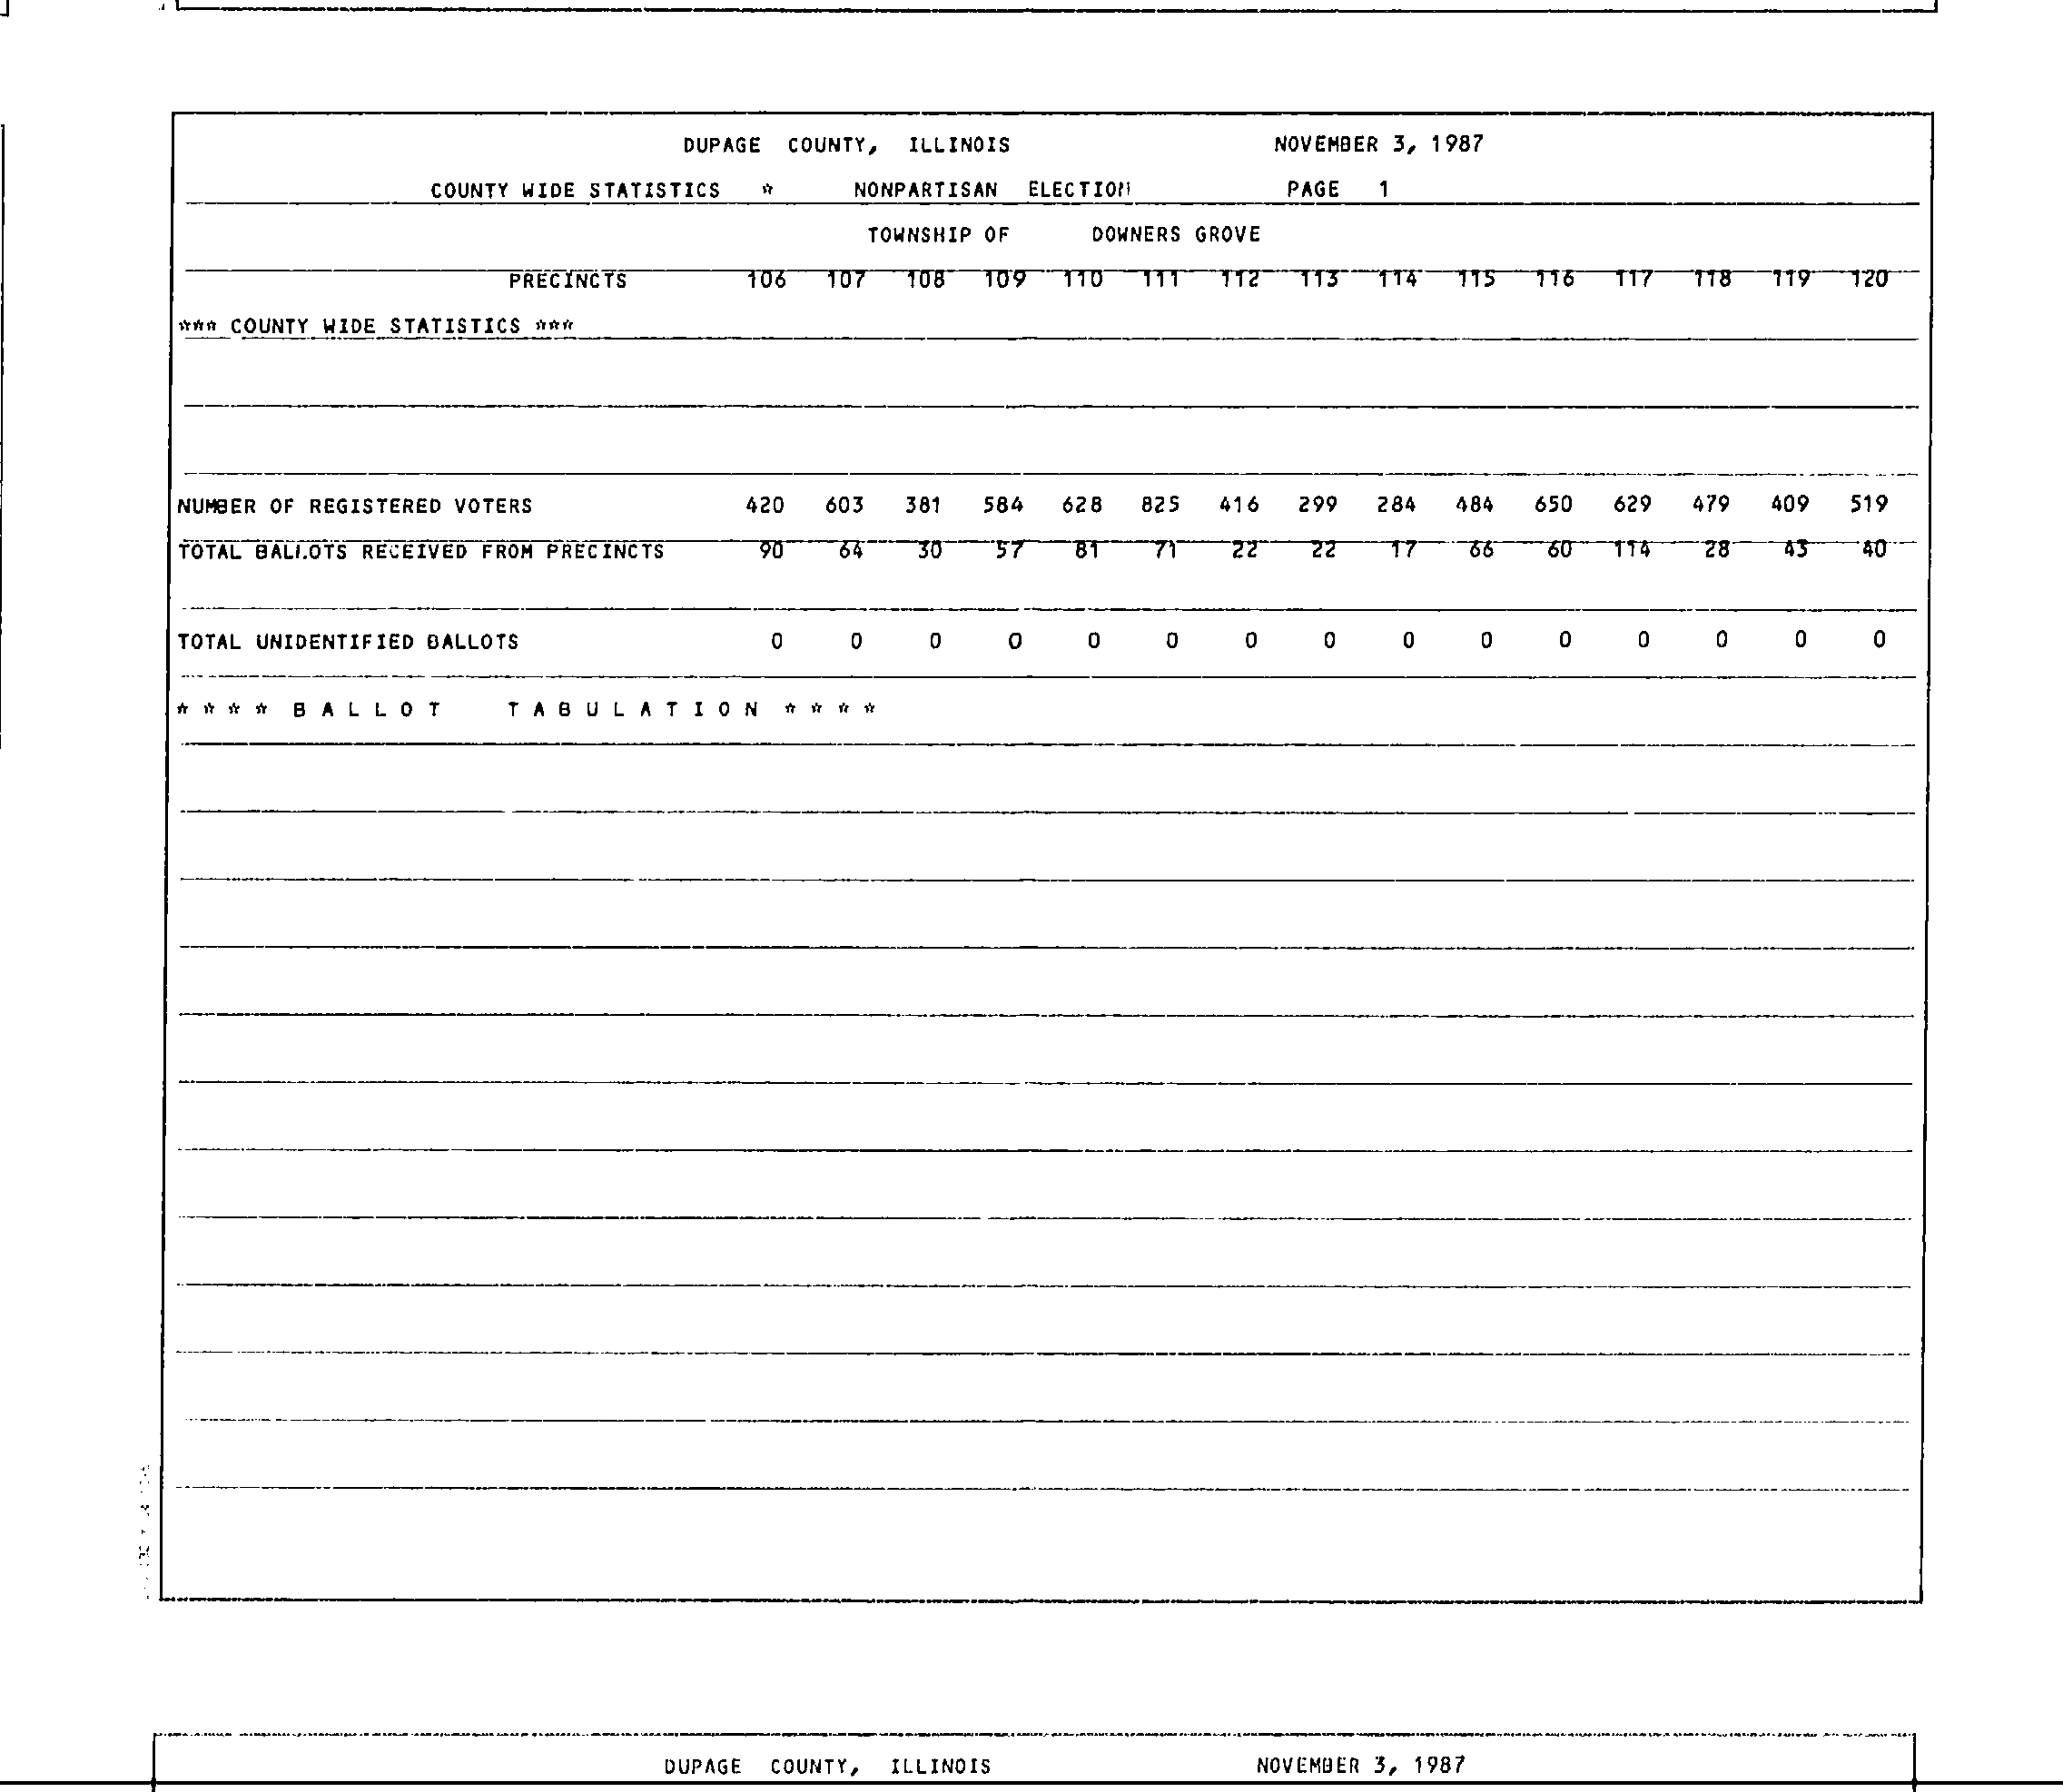 DUPAGE COUNTY, ILLINOIS NOVEMBER 3, 1987
COUNTY WIDE STATISTICS * NONPARTISAN ELECTION PAGE 1
TOWNSHIP OF DOWNERS GROVE
PRECINCTS 106 107 108 109 110 111 112 113 114 115 116 117 118 119 120
*** COUNTY WIDE STATISTICS ***
NUMBER OF REGISTERED VOTERS 420 603 381 584 628 825 416 299 284 484 650 629 479 409 519
TOTAL BALLOTS RECEIVED FROM PRECINCTS 90 64 30 57 81 71 22 22 17 66 60 114 28 43 40
TOTAL UNIDENTIFIED BALLOTS 0 0 0 0 0 0 0 0 0 0 0 0 0 0 0
* * * * B A L L O T T A B U L A T I O N * * * *
DUPAGE COUNTY, ILLINOIS NOVEMBER 3, 1987